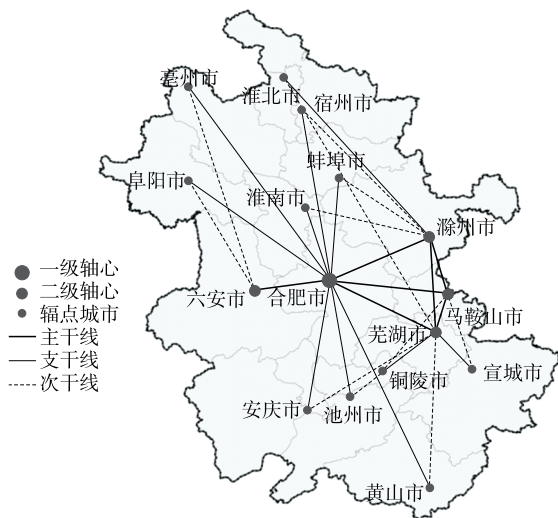 亳州市
淮北市
宿州市
蚌埠市
阜阳市
淮南市
滁州市
一级轴心
二级轴心
辐点城市
主干线
支干线
次干线
六安市
合肥市
马鞍山市
芜湖市
铜陵市
宣城市
安庆市
池州市
黄山市